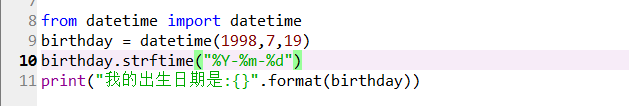 8 from datetime import datetime
9 birthday = datetime(1998,7,19)
10 birthday.strftime("%Y-%m-%d")
11 print("我的出生日期是:{}".format(birthday))